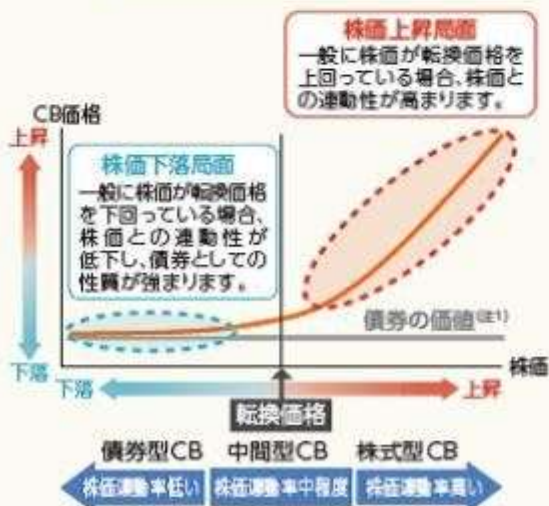 株価上昇局面
一般に株価が転換価格を
上回っている場合、株価と
の連動性が高まります。
CB価格
上昇
株価下落局面
一般に株価が転換価格
を下回っている場合、
株価との連動性が
低下し、債券としての
性質が強まります。
債券の価値(注1)
下落
株価
下落
上昇
転換価格
債券型CB
中間型CB
株式型CB
株価連動率低い
株価連動率中程度
株価連動率高い